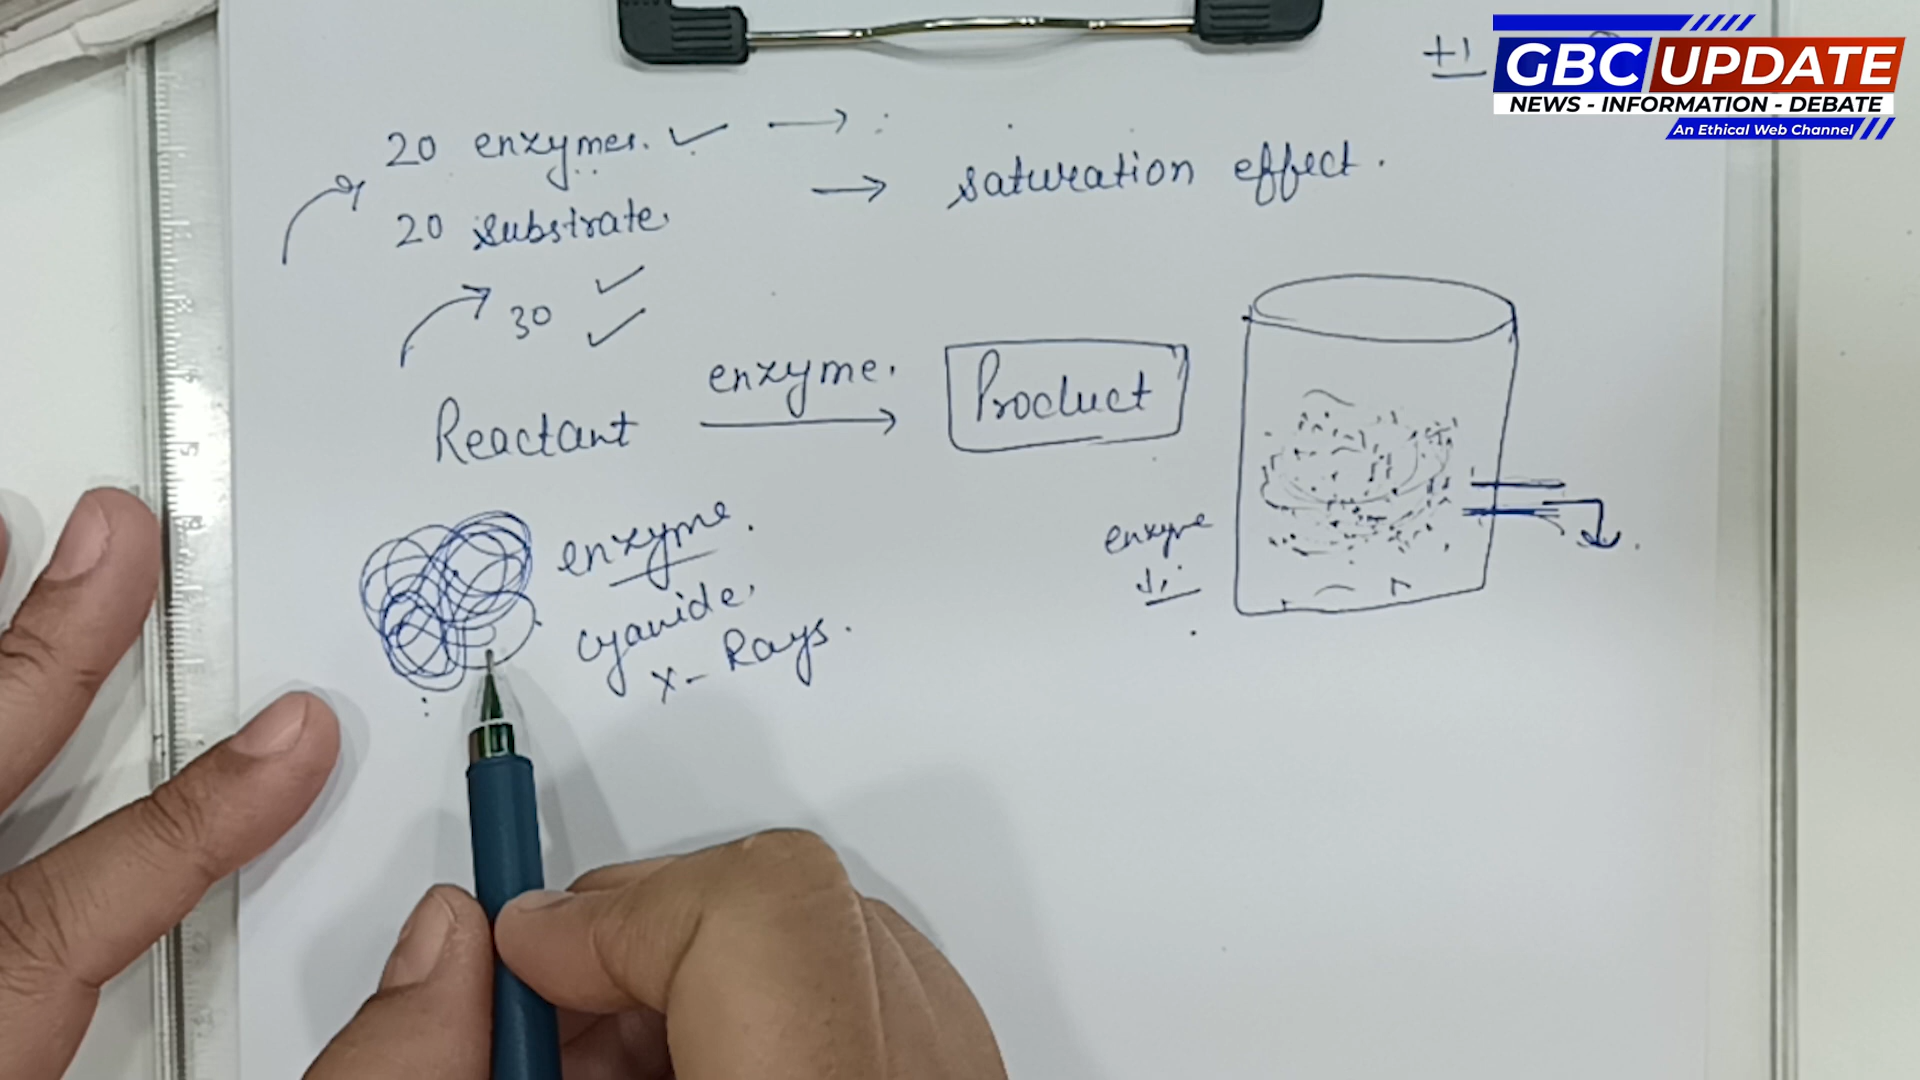 +1
GBC UPDATE
NEWS - INFORMATION - DEBATE
An Ethical Web Channel
20 enzymes. →
20 substrate. → saturation effect.
30
Reactant enzyme. → Product
enzyme.
cyanide.
X-Rays.
enzyme